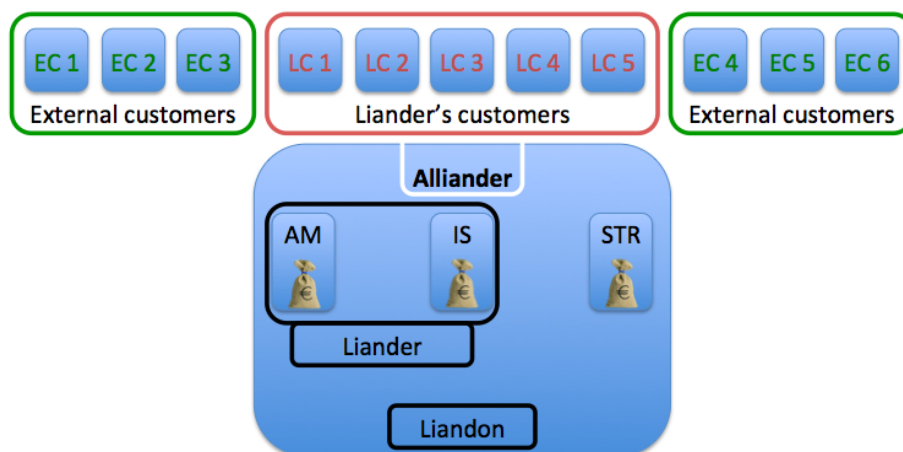 EC 1 EC 2 EC 3 LC 1 LC 2 LC 3 LC 4 LC 5 EC 4 EC 5 EC 6
External customers Liander’s customers External customers
Alliander
AM IS STR
€ € €
Liander
Liandon